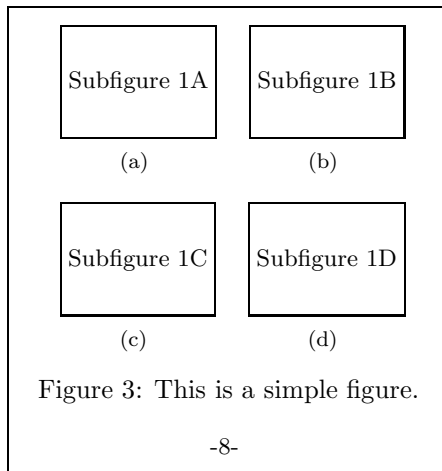 Subfigure 1A Subfigure 1B
(a) (b)
Subfigure 1C Subfigure 1D
(c) (d)
Figure 3: This is a simple figure.
-8-